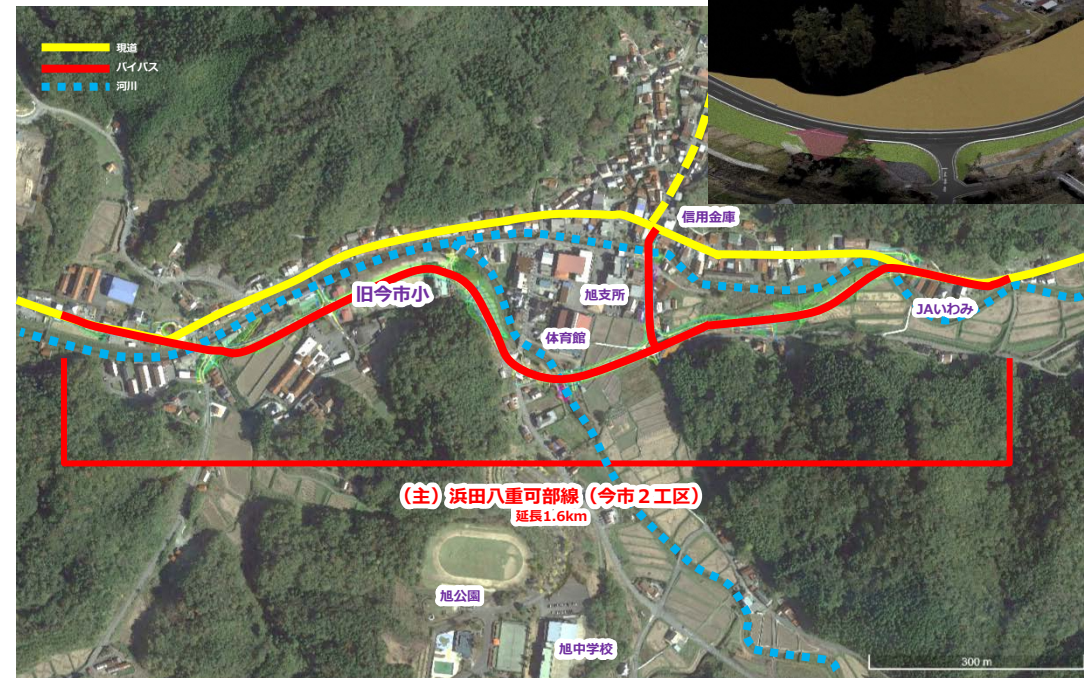 現道
バイパス
河川
信用金庫
旧今市小
旭支所
JAいわみ
体育館
（主）浜田八重可部線（今市２工区）
延長1.6km
旭公園
旭中学校
300 m